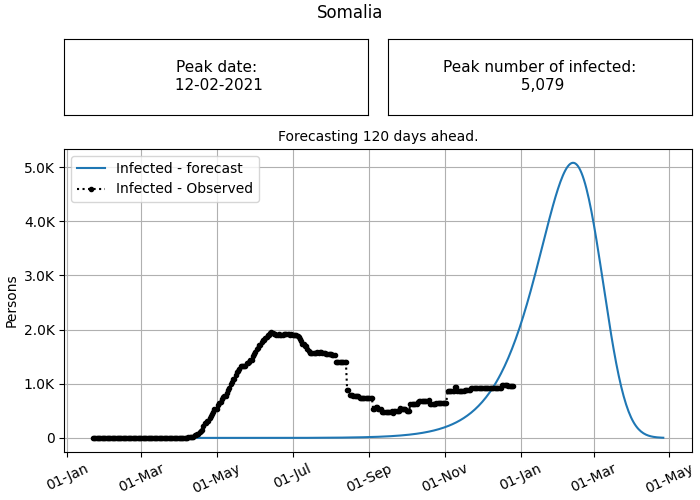 Somalia
Peak date:
12-02-2021
Peak number of infected:
5,079
Forecasting 120 days ahead.
Infected - forecast
Infected - Observed
Persons
5.0K
4.0K
3.0K
2.0K
1.0K
0
01-Jan
01-Mar
01-May
01-Jul
01-Sep
01-Nov
01-Jan
01-Mar
01-May